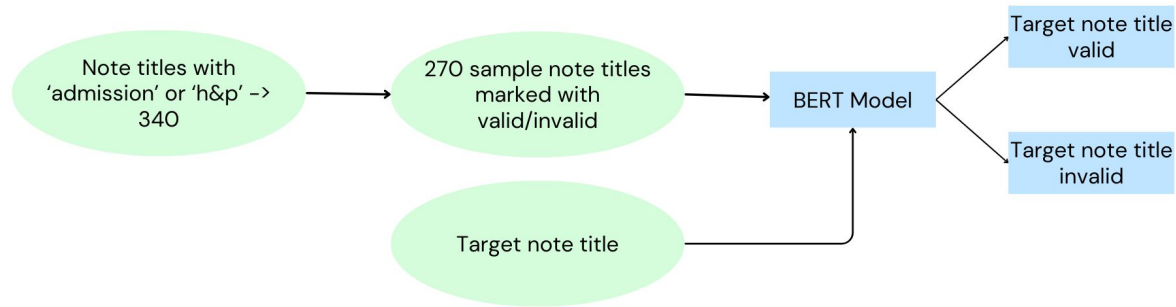 Note titles with
‘admission’ or ‘h&p’ ->
340
270 sample note titles
marked with
valid/invalid
BERT Model
Target note title
valid
Target note title
invalid
Target note title